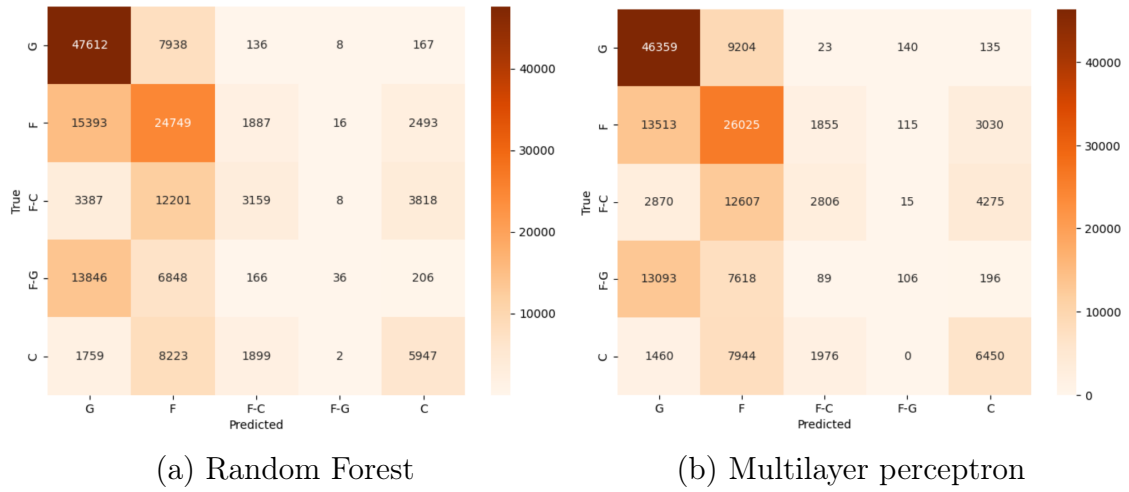 G 47612 7938 136 8 167
F 15393 24749 1887 16 2493
F-C 3387 12201 3159 8 3818
F-G 13846 6848 166 36 206
C 1759 8223 1899 2 5947
G F F-C F-G C
True
Predicted
40000
30000
20000
10000
(a) Random Forest
G 46359 9204 23 140 135
F 13513 26025 1855 115 3030
F-C 2870 12607 2806 15 4275
F-G 13093 7618 89 106 196
C 1460 7944 1976 0 6450
G F F-C F-G C
True
Predicted
40000
30000
20000
10000
0
(b) Multilayer perceptron